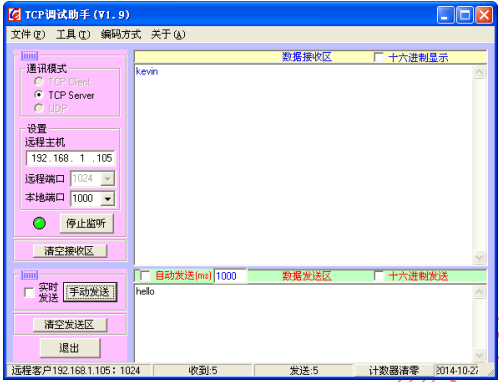 TCP调试助手 (V1.9)
文件(F) 工具(T) 编码方式 关于(A)
通讯模式
TCP Client
TCP Server
UDP
设置
远程主机
192.168. 1 .105
远程端口 1024
本地端口 1000
停止监听
清空接收区
数据接收区 十六进制显示
kevin
实时发送 手动发送
清空发送区
退出
自动发送(ms) 1000 数据发送区 十六进制发送
hello
远程客户192.168.1.105：1024 收到:5 发送:5 计数器清零 2014-10-27